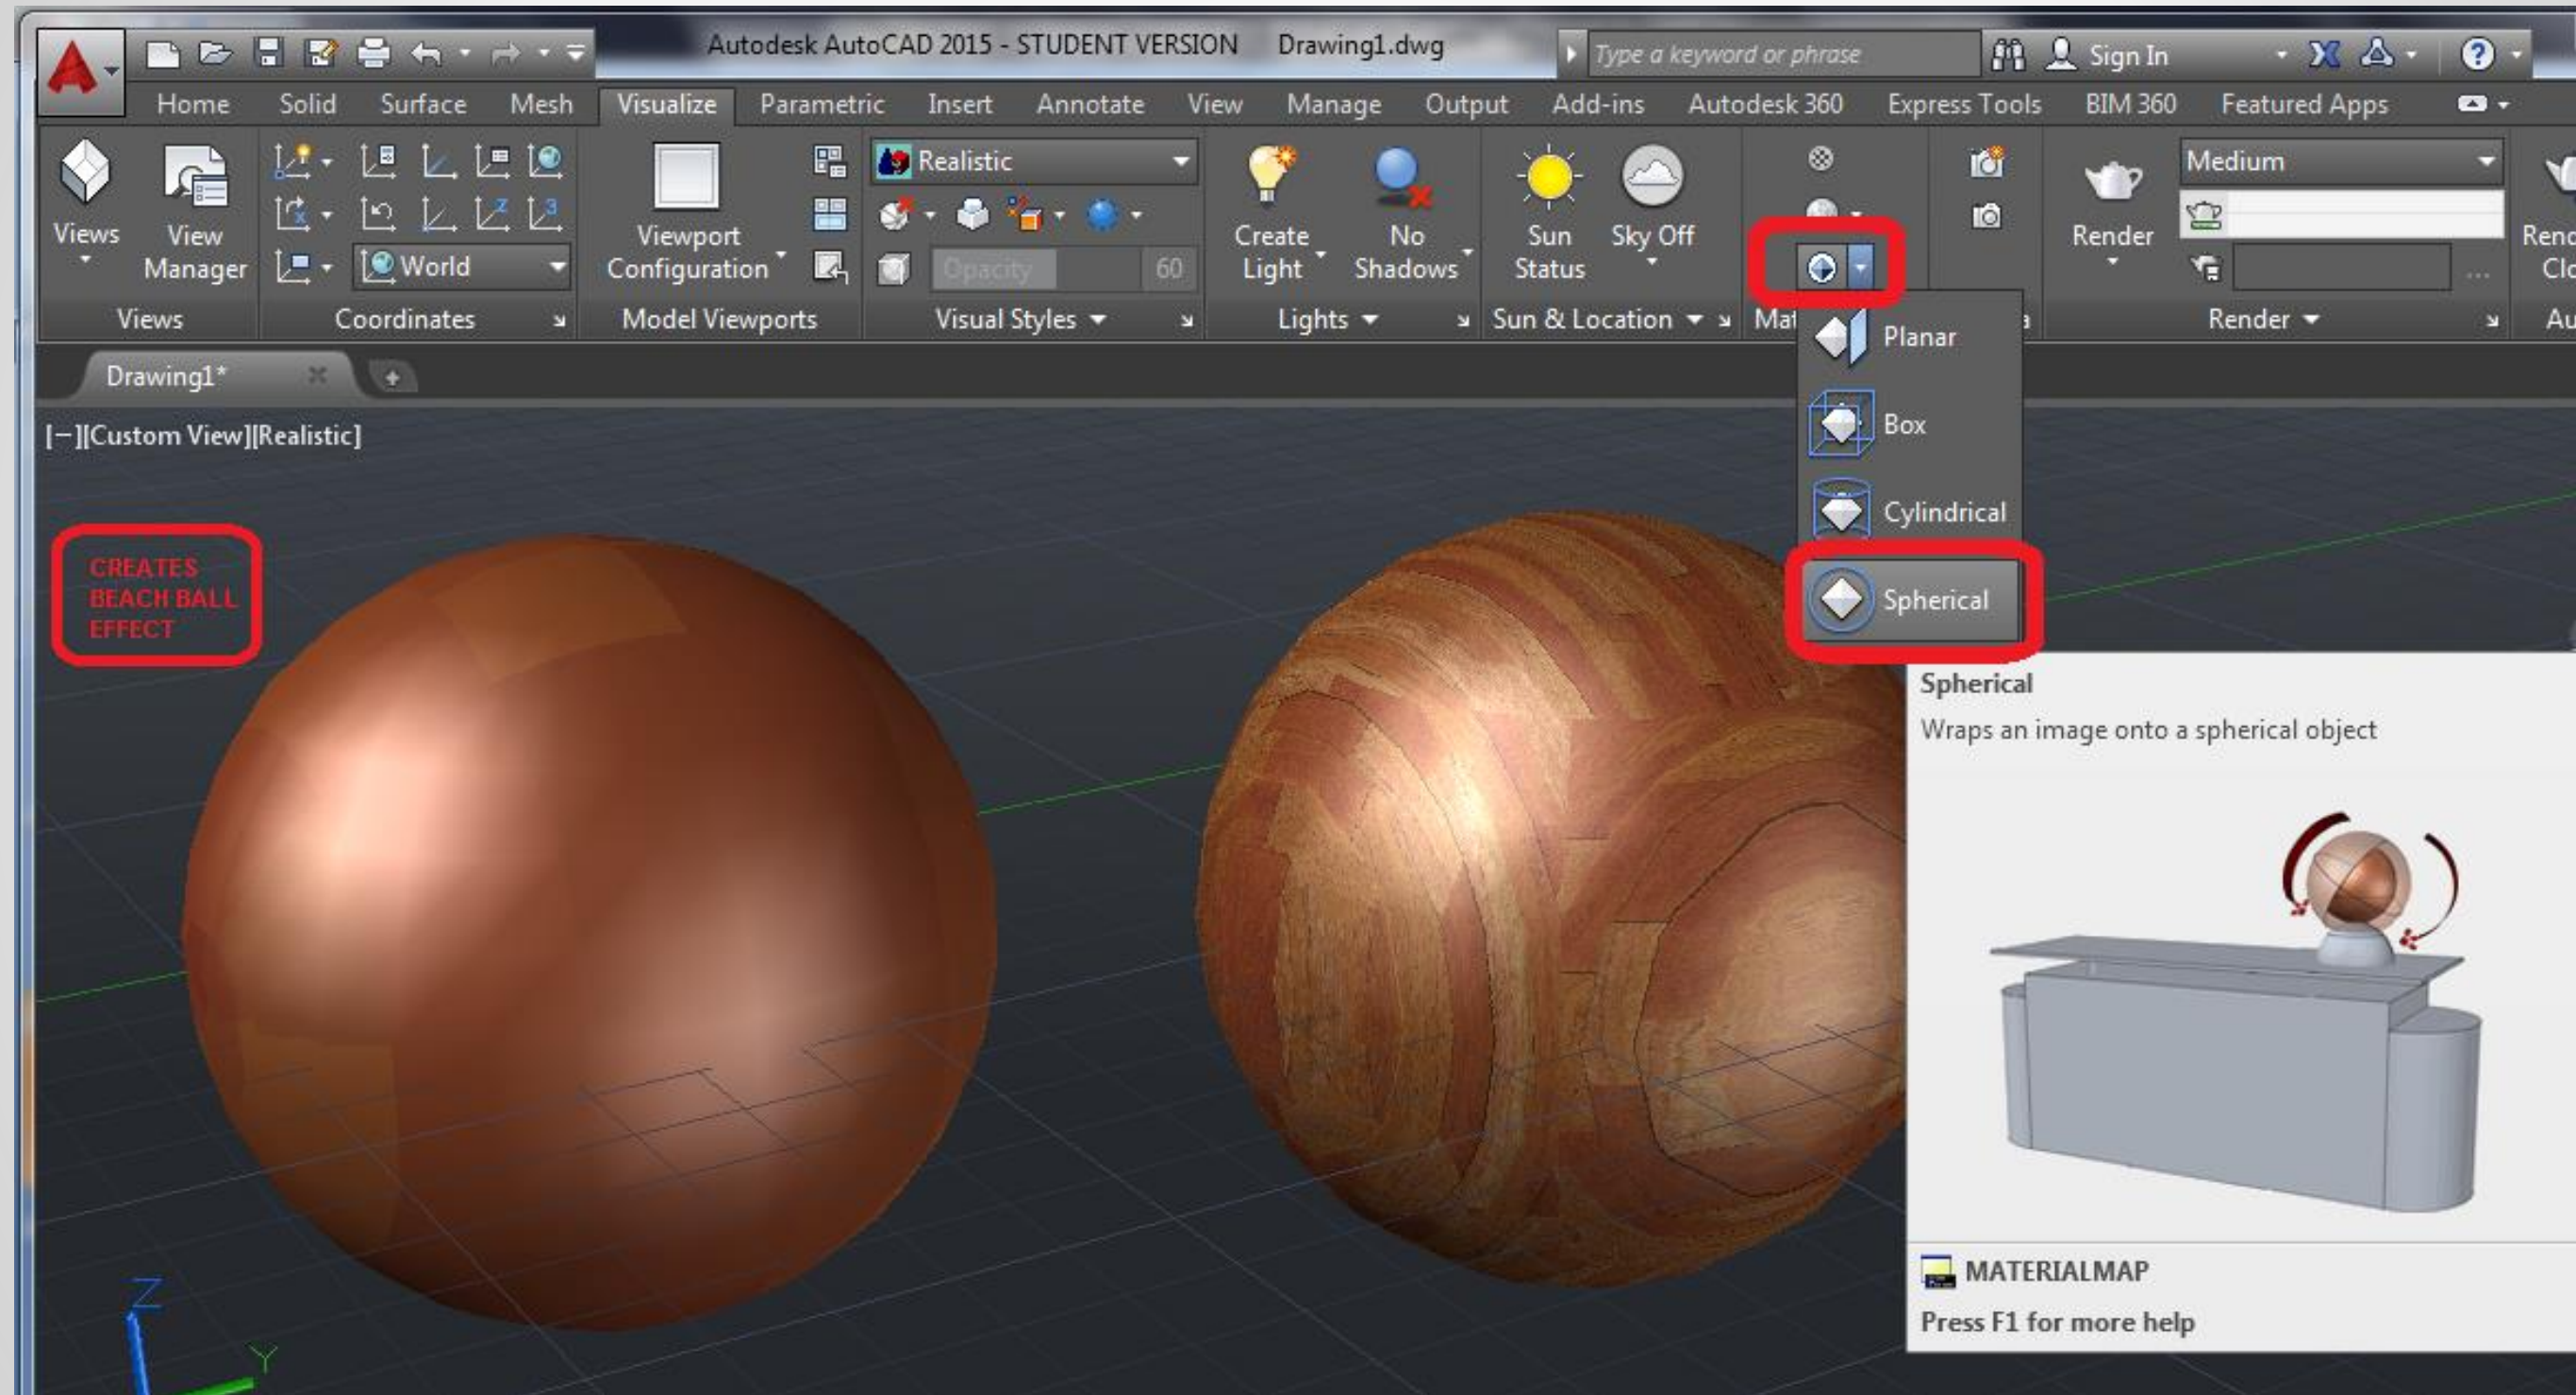 Autodesk AutoCAD 2015 - STUDENT VERSION Drawing1.dwg
Type a keyword or phrase
Sign In
Home Solid Surface Mesh Visualize Parametric Insert Annotate View Manage Output Add-ins Autodesk 360 Express Tools BIM 360 Featured Apps
Views
View
Manager
World
Viewport
Configuration
Realistic
Opacity 60
Create
Light
No
Shadows
Sun
Status
Sky Off
Render
Medium
Views Coordinates Model Viewports Visual Styles Lights Sun & Location Render
Drawing1*
[−][Custom View][Realistic]
Planar
Box
Cylindrical
Spherical
CREATES
BEACH BALL
EFFECT
Spherical
Wraps an image onto a spherical object
MATERIALMAP
Press F1 for more help
Z
Y